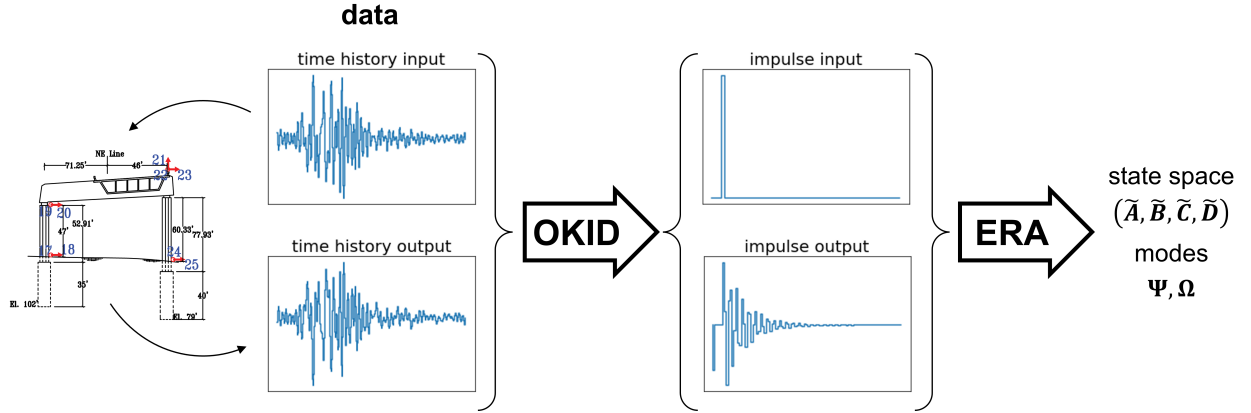 data
time history input
time history output
OKID
impulse input
impulse output
ERA
state space
(Ã, B̃, C̃, D̃)
modes
Ψ, Ω
NE Line
71.25'
46'
21
22
23
19
20
52.91'
47'
17
18
35'
EL 102'
60.33'
77.93'
24
25
40'
EL 79'